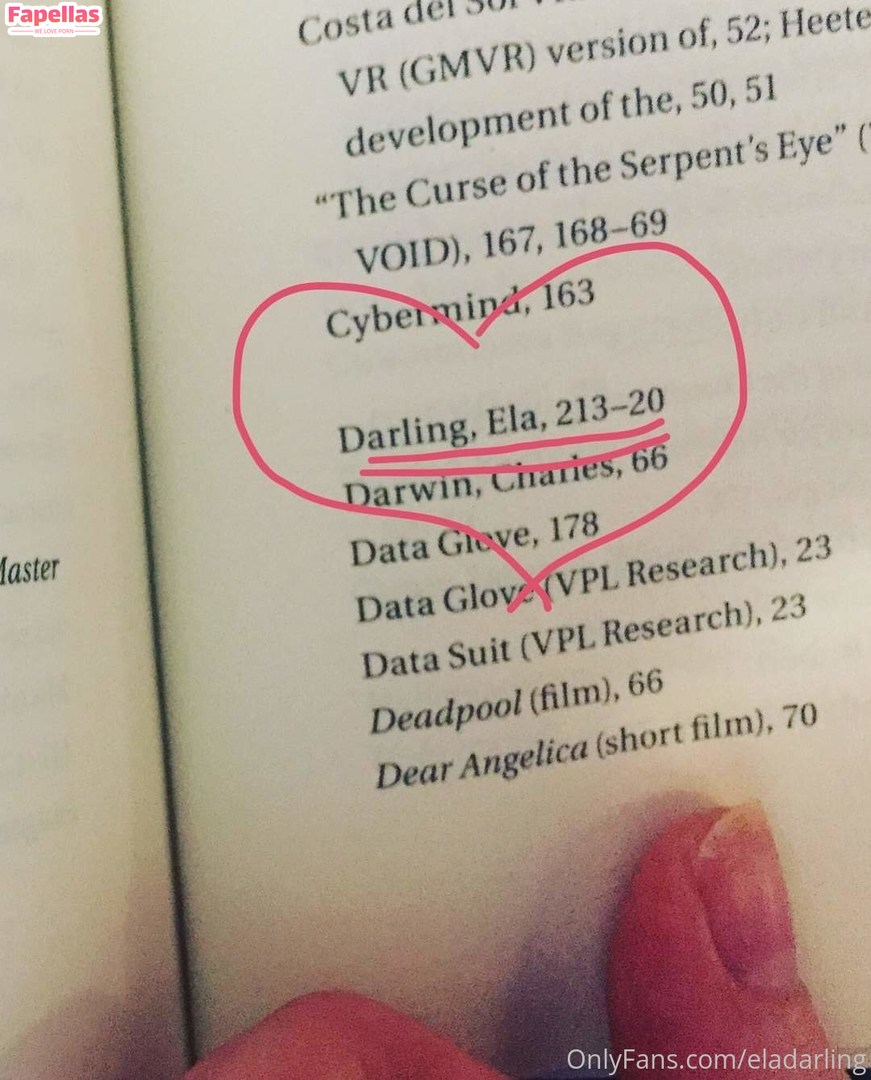 Fapellas
WE LOVE PORN
Costa del Sol
VR (GMVR) version of, 52; Heete
development of the, 50, 51
“The Curse of the Serpent’s Eye” (
VOID), 167, 168–69
Cybermind, 163
Darling, Ela, 213–20
Darwin, Charles, 66
Data Glove, 178
Data Glove (VPL Research), 23
Data Suit (VPL Research), 23
Deadpool (film), 66
Dear Angelica (short film), 70
Master
OnlyFans.com/eladarling